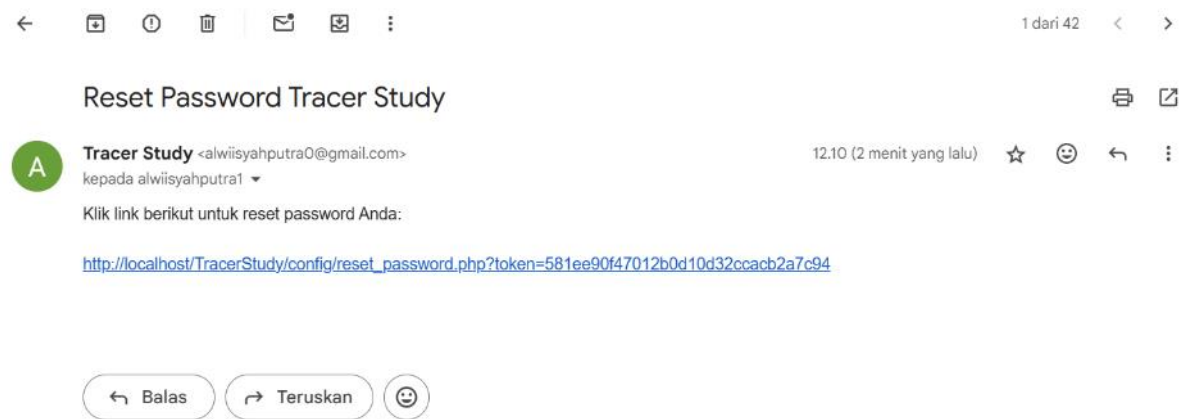 1 dari 42
Reset Password Tracer Study
A
Tracer Study <alwiisyahputra0@gmail.com>
12.10 (2 menit yang lalu)
kepada alwiisyahputra1
Klik link berikut untuk reset password Anda:
http://localhost/TracerStudy/config/reset_password.php?token=581ee90f47012b0d10d32ccacb2a7c94
Balas
Teruskan